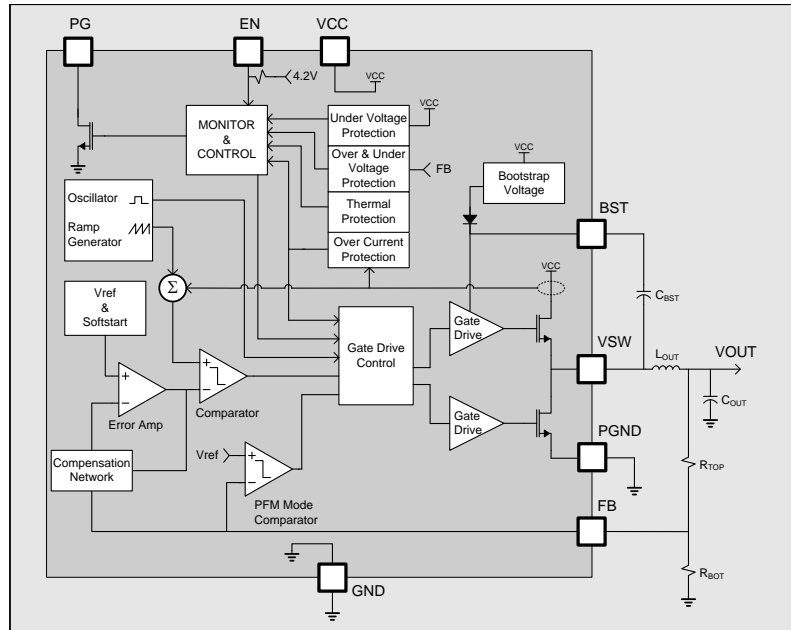 PG
EN
VCC
4.2V
VCC
MONITOR
&
CONTROL
Under Voltage
Protection
VCC
Over & Under
Voltage
Protection
FB
Thermal
Protection
Over Current
Protection
VCC
Bootstrap
Voltage
BST
Oscillator
Ramp
Generator
Σ
VCC
CBST
Vref
&
Softstart
Gate Drive
Control
Gate
Drive
VSW
LOUT
VOUT
COUT
+
−
Error Amp
+
−
Comparator
Gate
Drive
PGND
Compensation
Network
Vref
+
−
PFM Mode
Comparator
RTOP
FB
RBOT
GND